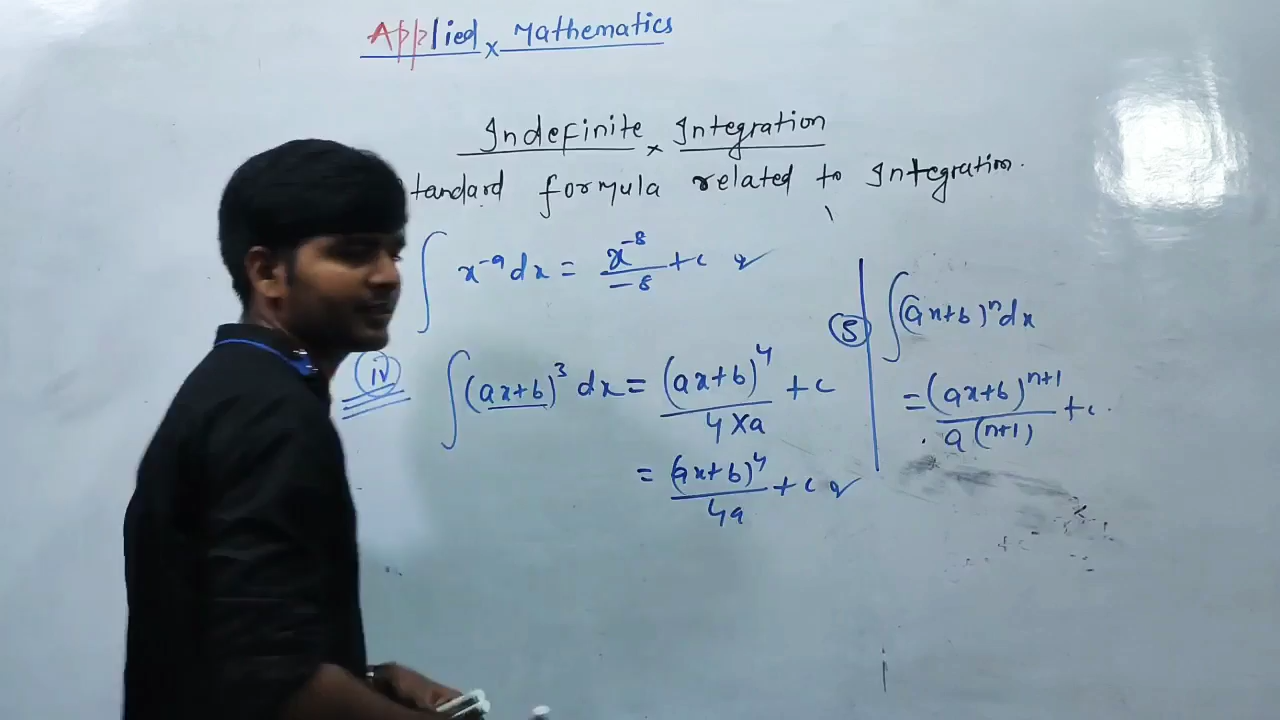 Applied × Mathematics
Indefinite × Integration
tandard formula related to Integration.
∫ x⁻⁹ dx = x⁻⁸/−8 + c
(iv) ∫ (ax+b)³ dx = (ax+b)⁴/4×a + c
= (ax+b)⁴/4a + c
(5) ∫ (ax+b)ⁿ dx
= (ax+b)ⁿ⁺¹/a(n+1) + c.